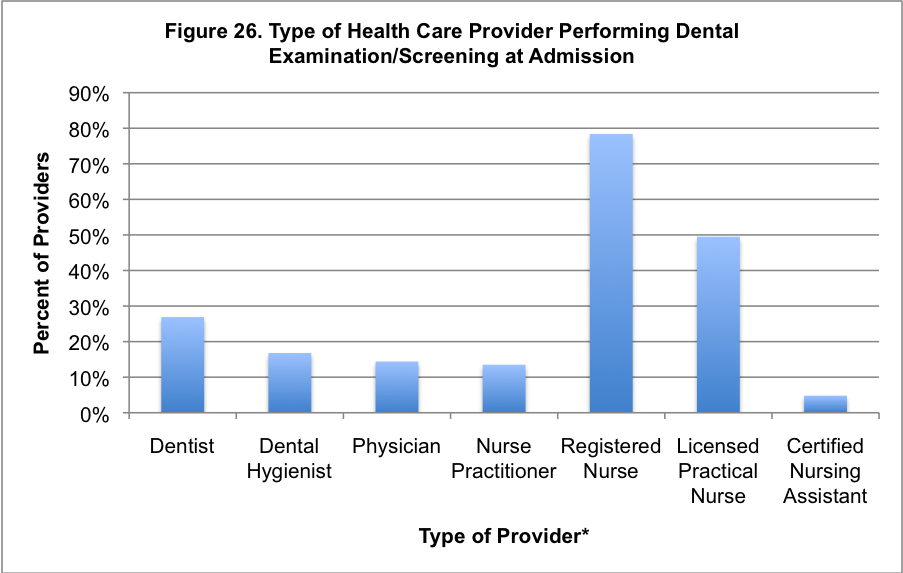 Figure 26. Type of Health Care Provider Performing Dental
Examination/Screening at Admission
90%
80%
70%
60%
50%
40%
30%
20%
10%
0%
Percent of Providers
Dentist
Dental
Hygienist
Physician
Nurse
Practitioner
Registered
Nurse
Licensed
Practical
Nurse
Certified
Nursing
Assistant
Type of Provider*